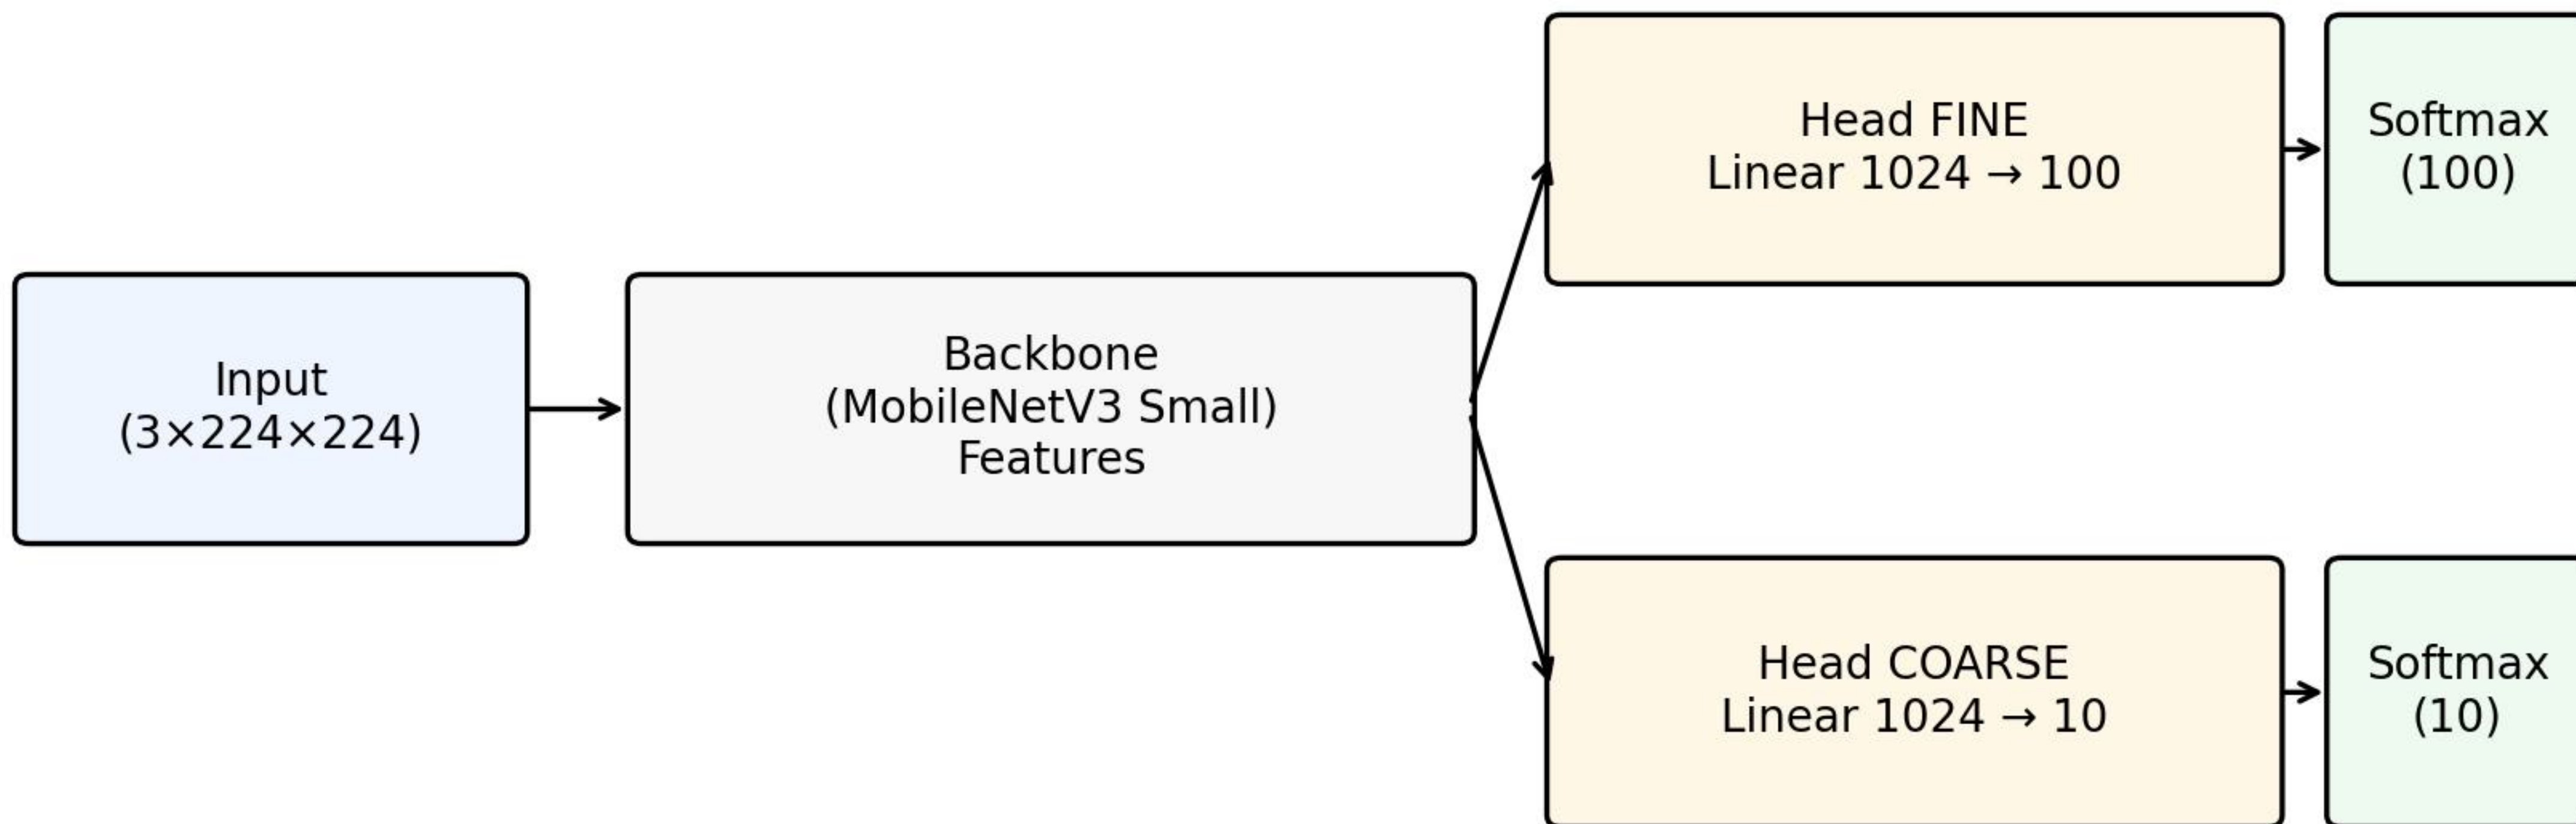 Input
(3×224×224)
Backbone
(MobileNetV3 Small)
Features
Head FINE
Linear 1024 → 100
Softmax
(100)
Head COARSE
Linear 1024 → 10
Softmax
(10)